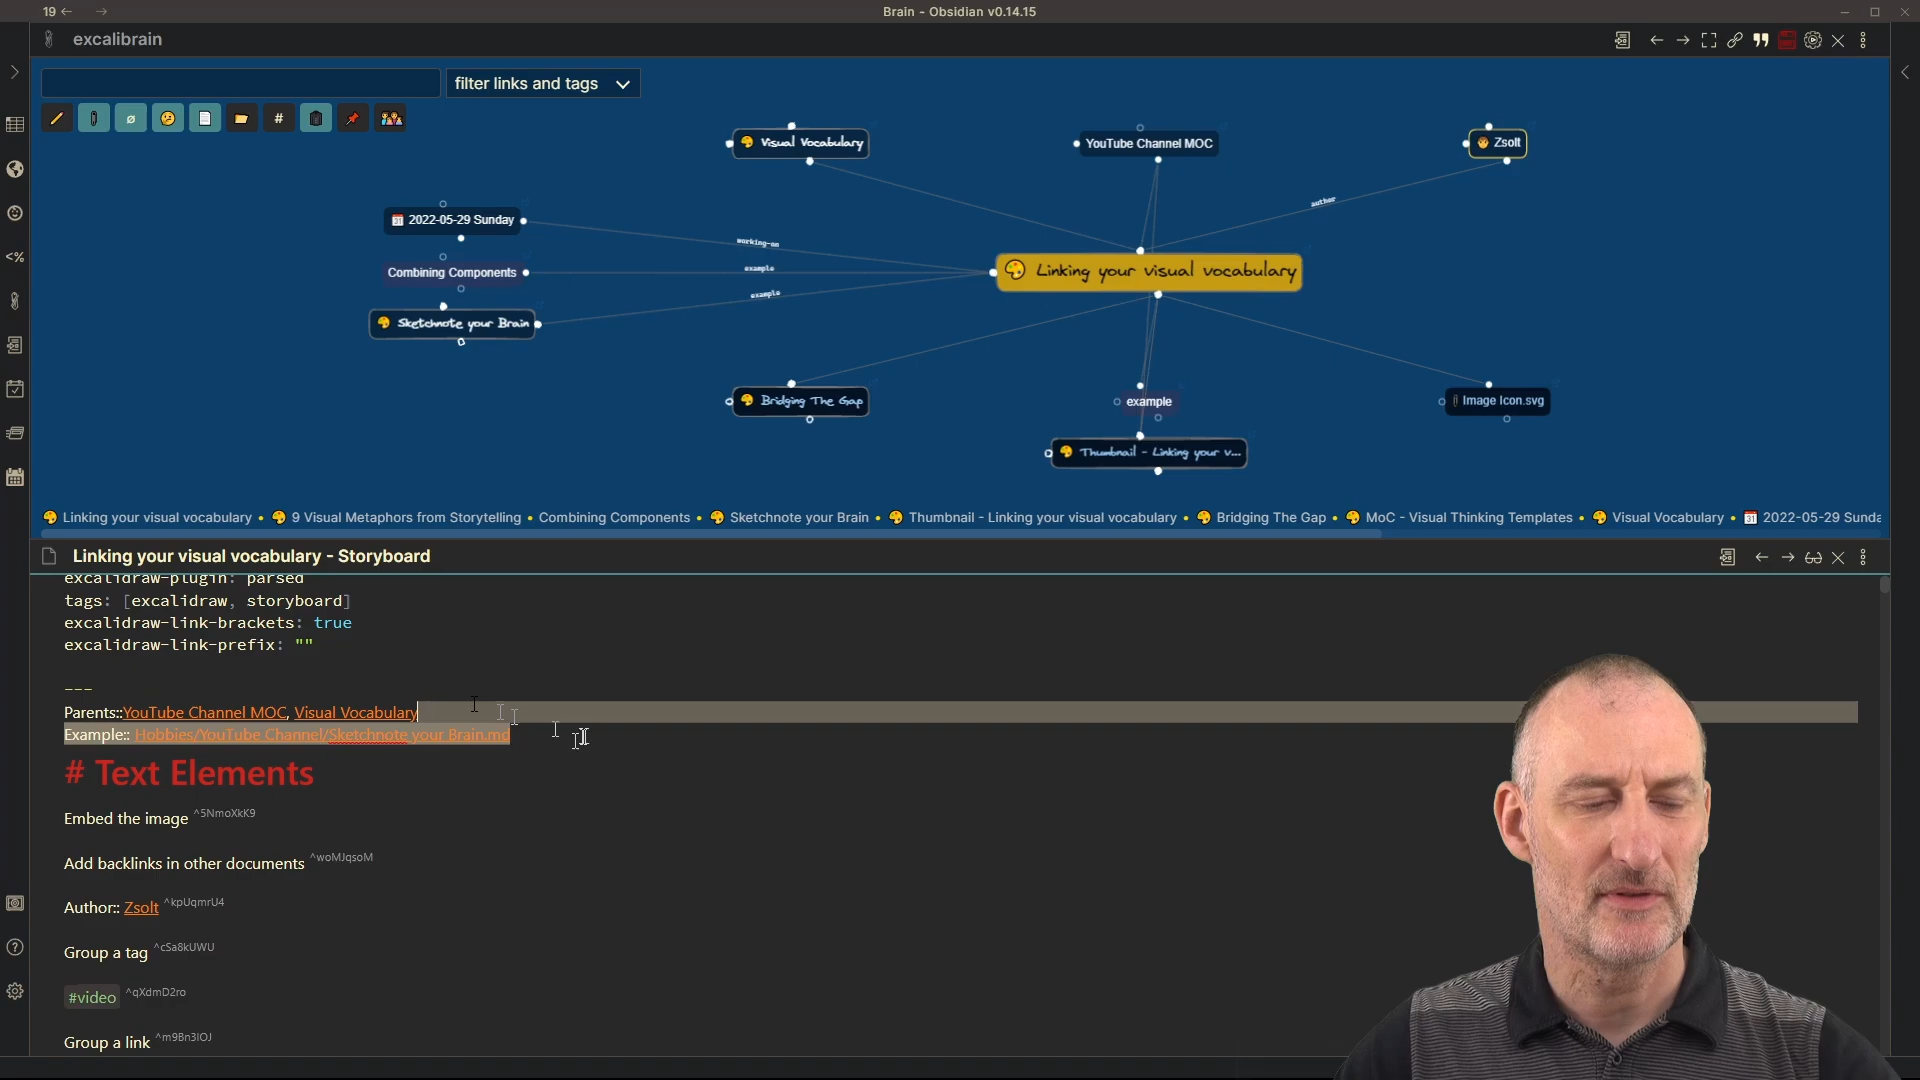 19
Brain - Obsidian v0.14.15
excalibrain
filter links and tags
#
Visual Vocabulary
YouTube Channel MOC
Zsolt
author
2022-05-29 Sunday
working-on
Combining Components
example
Linking your visual vocabulary
Sketchnote your Brain
example
Bridging The Gap
example
Image Icon.svg
Thumbnail - Linking your v...
Linking your visual vocabulary • 9 Visual Metaphors from Storytelling • Combining Components • Sketchnote your Brain • Thumbnail - Linking your visual vocabulary • Bridging The Gap • MoC - Visual Thinking Templates • Visual Vocabulary • 2022-05-29 Sunda
Linking your visual vocabulary - Storyboard
excalidraw-plugin: parsed
tags: [excalidraw, storyboard]
excalidraw-link-brackets: true
excalidraw-link-prefix: ""
---
Parents::YouTube Channel MOC, Visual Vocabulary
Example:: Hobbies/YouTube Channel/Sketchnote your Brain.md
# Text Elements
Embed the image ^5NmoXkK9
Add backlinks in other documents ^woMJqsoM
Author:: Zsolt ^kpUqmrU4
Group a tag ^cSa8kUWU
#video ^qXdmD2ro
Group a link ^m9Bn3IOJ